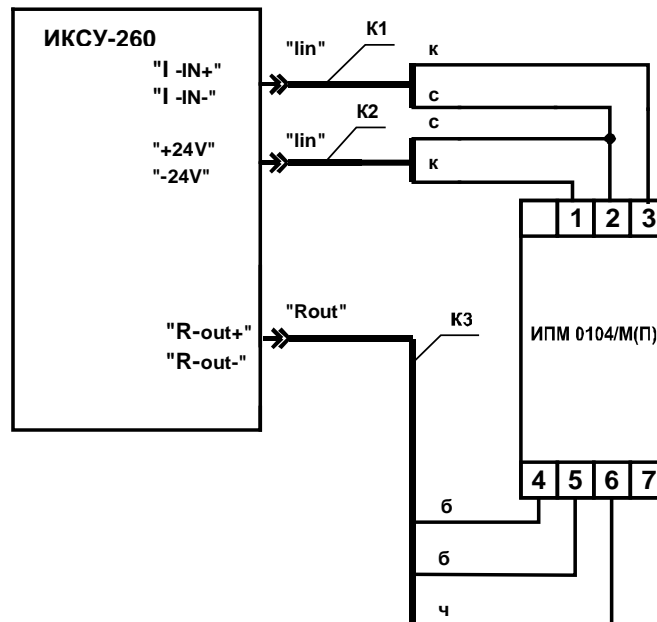 ИКСУ-260
"I -IN+"
"I -IN-"
"Iin"
К1
к
с
"+24V"
"-24V"
"Iin"
К2
с
к
1 2 3
"R-out+"
"R-out-"
"Rout"
К3
ИПМ 0104/М(П)
4 5 6 7
б
б
ч